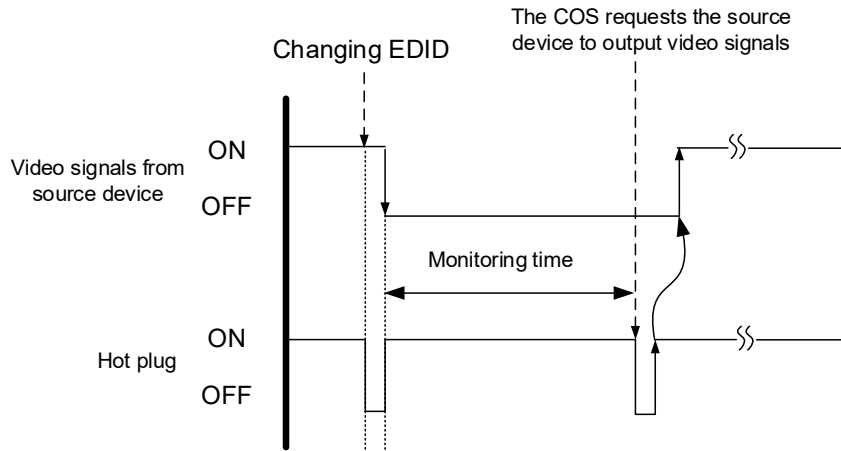 The COS requests the source
device to output video signals
Changing EDID
ON
Video signals from
source device
OFF
Monitoring time
ON
Hot plug
OFF